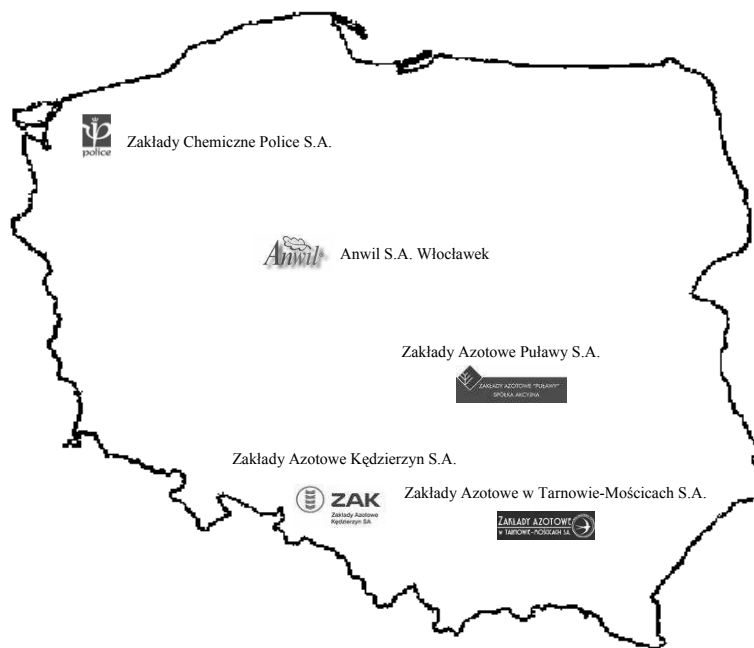 police
Zakłady Chemiczne Police S.A.
Anwil
Anwil S.A. Włocławek
Zakłady Azotowe Puławy S.A.
ZAKŁADY AZOTOWE "PUŁAWY"
SPÓŁKA AKCYJNA
Zakłady Azotowe Kędzierzyn S.A.
ZAK
Zakłady Azotowe
Kędzierzyn SA
Zakłady Azotowe w Tarnowie-Mościcach S.A.
ZAKŁADY AZOTOWE
W TARNOWIE-MOŚCICACH S.A.